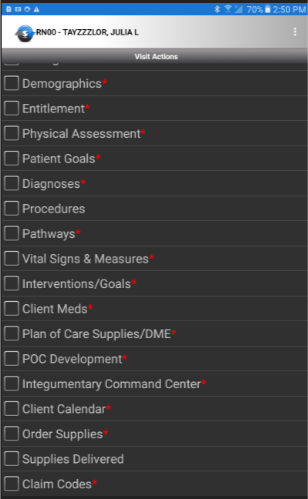 70% 2:50 PM
RN00 - TAYZZZLOR, JULIA L
Visit Actions
Demographics*
Entitlement*
Physical Assessment*
Patient Goals*
Diagnoses*
Procedures
Pathways*
Vital Signs & Measures*
Interventions/Goals*
Client Meds*
Plan of Care Supplies/DME*
POC Development*
Integumentary Command Center*
Client Calendar*
Order Supplies*
Supplies Delivered
Claim Codes*